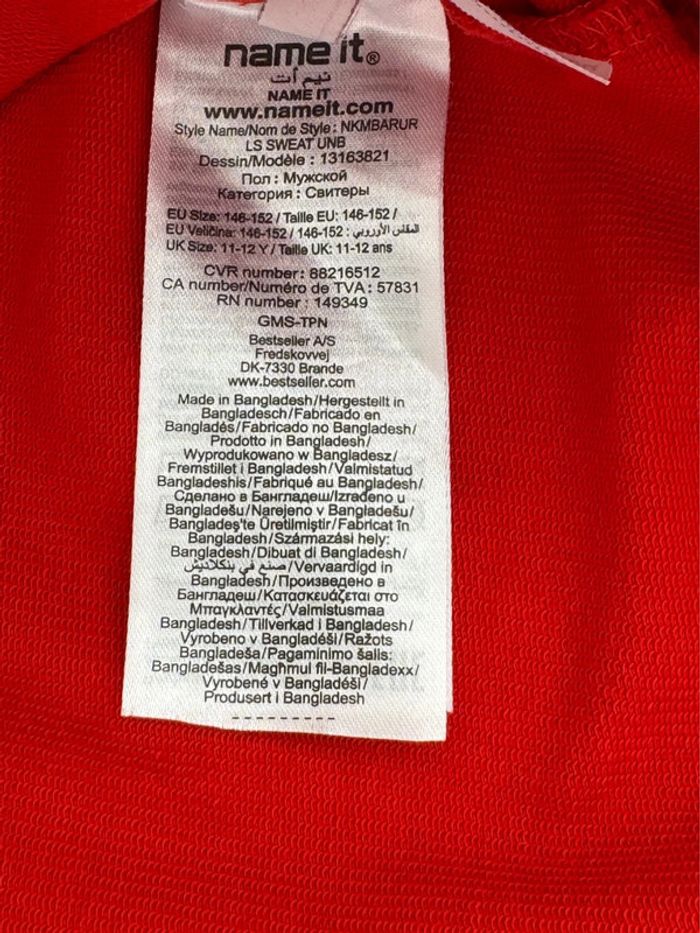 name it®
نيم ات
NAME IT
www.nameit.com
Style Name/Nom de Style: NKMBARUR
LS SWEAT UNB
Dessin/Modèle : 13163821
Пол : Мужской
Категория : Свитеры
EU Size: 146-152 / Taille EU: 146-152 /
EU Veličina: 146-152 / 146-152 : المقاس الأوروبي
UK Size: 11-12 Y / Taille UK: 11-12 ans
CVR number: 88216512
CA number/Numéro de TVA: 57831
RN number : 149349
GMS-TPN
Bestseller A/S
Fredskovvej
DK-7330 Brande
www.bestseller.com
Made in Bangladesh/Hergestellt in
Bangladesch/Fabricado en
Bangladés/Fabricado no Bangladesh/
Prodotto in Bangladesh/
Wyprodukowano w Bangladesz/
Fremstillet i Bangladesh/Valmistatud
Bangladeshis/Fabriqué au Bangladesh/
Сделано в Бангладеш/Izrađeno u
Bangladešu/Narejeno v Bangladešu/
Bangladeş'te Üretilmiştir/Fabricat în
Bangladesh/Származási hely:
Bangladesh/Dibuat di Bangladesh/
صنع في بنكلاديش/Vervaardigd in
Bangladesh/Произведено в
Бангладеш/Κατασκευάζεται στο
Μπαγκλαντές/Valmistusmaa
Bangladesh/Tillverkad i Bangladesh/
Vyrobeno v Bangladéši/Ražots
Bangladeša/Pagaminimo šalis:
Bangladešas/Magħmul fil-Bangladexx/
Vyrobené v Bangladéši/
Produsert i Bangladesh